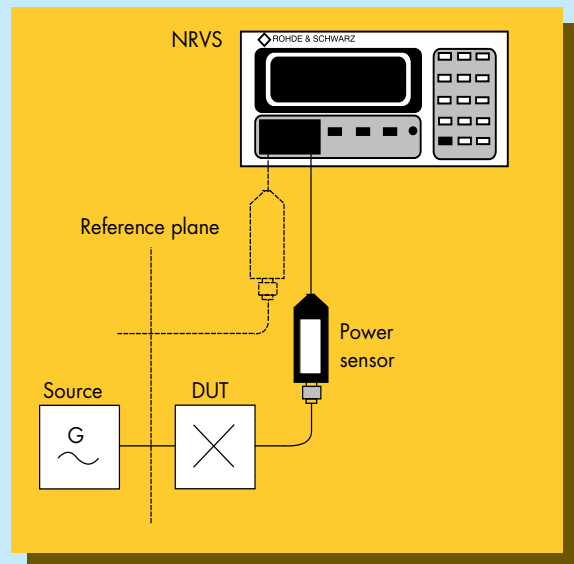 NRVS
ROHDE & SCHWARZ
Reference plane
Power
sensor
Source
DUT
G